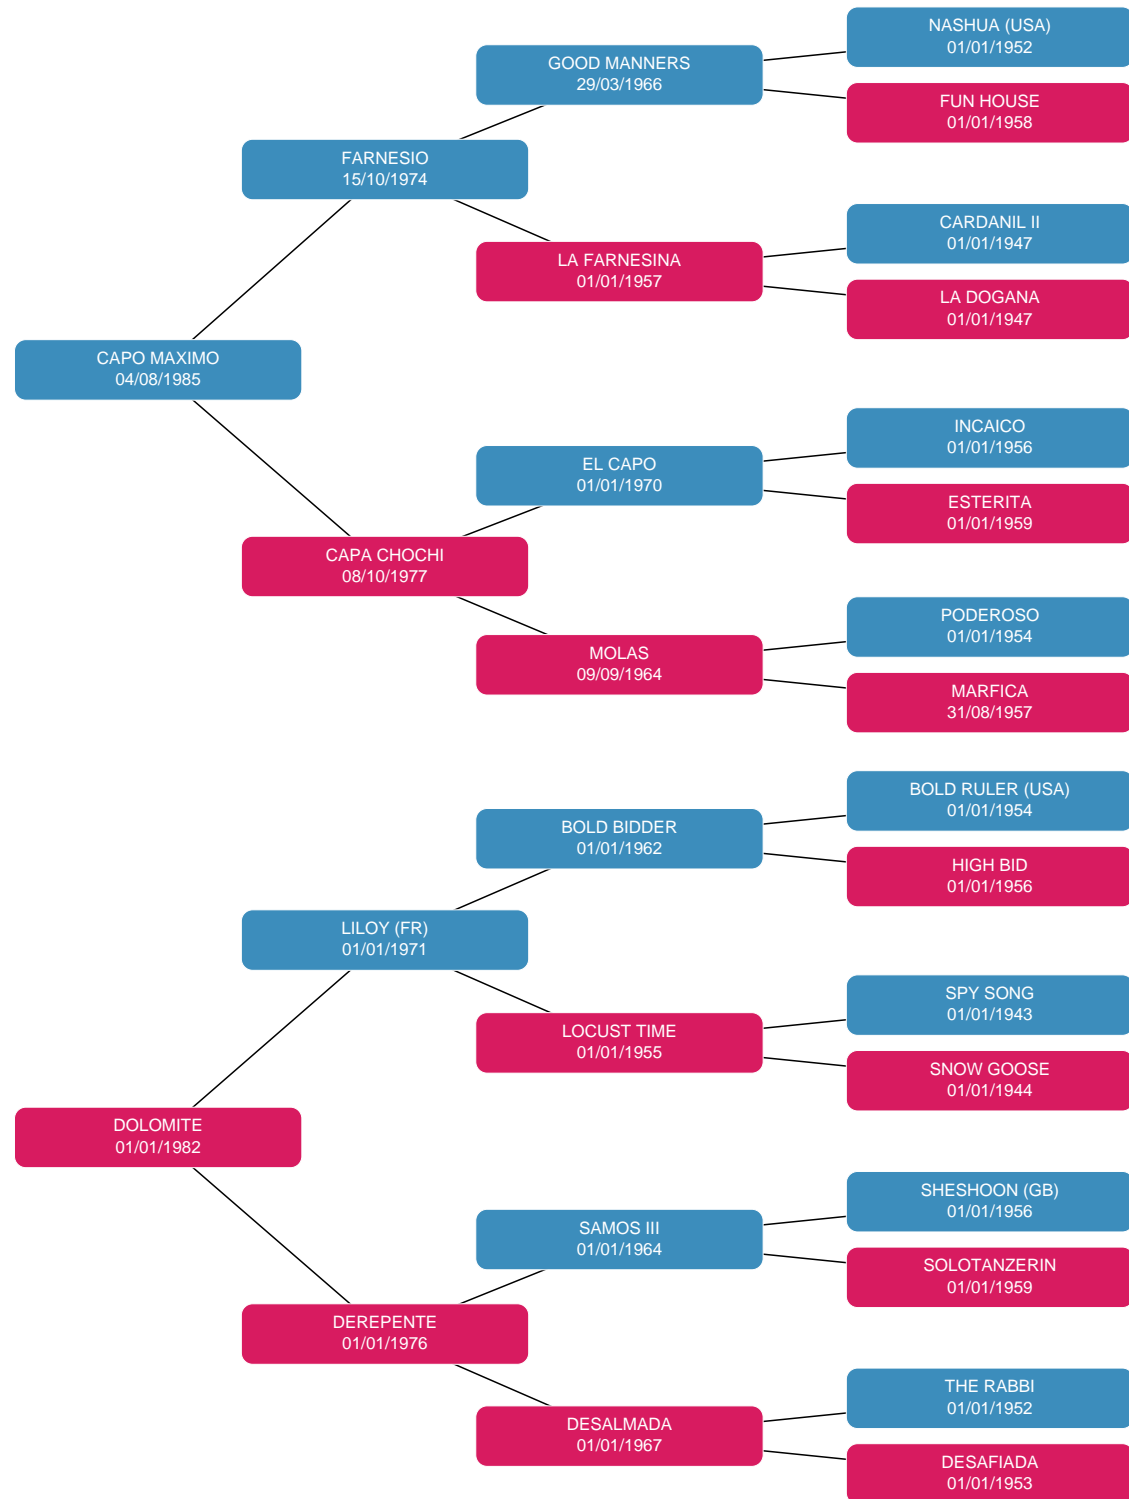 NASHUA (USA)
01/01/1952
GOOD MANNERS
29/03/1966
FUN HOUSE
01/01/1958
FARNESIO
15/10/1974
CARDANIL II
01/01/1947
LA FARNESINA
01/01/1957
LA DOGANA
01/01/1947
CAPO MAXIMO
04/08/1985
INCAICO
01/01/1956
EL CAPO
01/01/1970
ESTERITA
01/01/1959
CAPA CHOCHI
08/10/1977
PODEROSO
01/01/1954
MOLAS
09/09/1964
MARFICA
31/08/1957
BOLD RULER (USA)
01/01/1954
BOLD BIDDER
01/01/1962
HIGH BID
01/01/1956
LILOY (FR)
01/01/1971
SPY SONG
01/01/1943
LOCUST TIME
01/01/1955
SNOW GOOSE
01/01/1944
DOLOMITE
01/01/1982
SHESHOON (GB)
01/01/1956
SAMOS III
01/01/1964
SOLOTANZERIN
01/01/1959
DEREPENTE
01/01/1976
THE RABBI
01/01/1952
DESALMADA
01/01/1967
DESAFIADA
01/01/1953